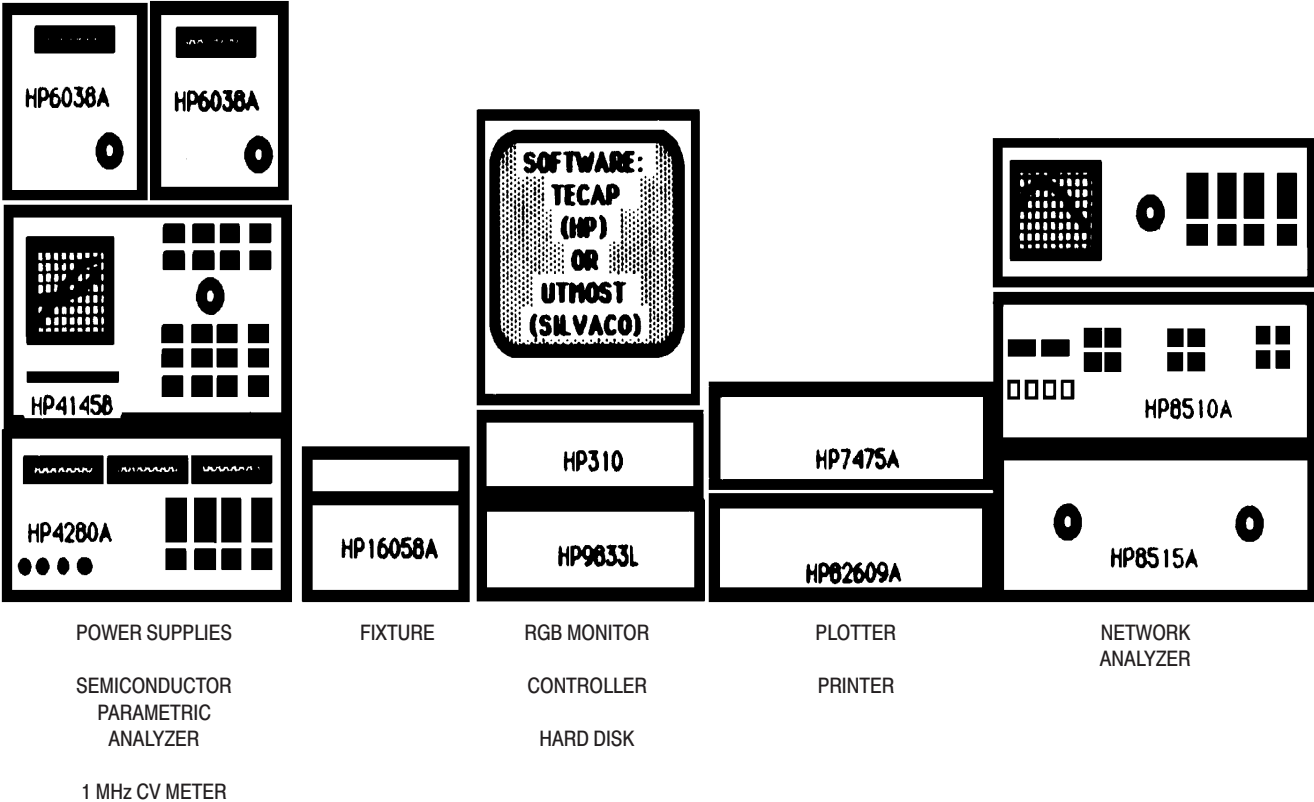 HP6038A
HP6038A
HP4145B
HP4280A
HP16058A
SOFTWARE:
TECAP
(HP)
OR
UTMOST
(SILVACO)
HP310
HP9833L
HP7475A
HP82609A
HP8510A
HP8515A
POWER SUPPLIES
SEMICONDUCTOR
PARAMETRIC
ANALYZER
1 MHz CV METER
FIXTURE
RGB MONITOR
CONTROLLER
HARD DISK
PLOTTER
PRINTER
NETWORK
ANALYZER